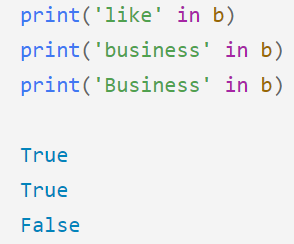 print('like' in b)
print('business' in b)
print('Business' in b)
True
True
False